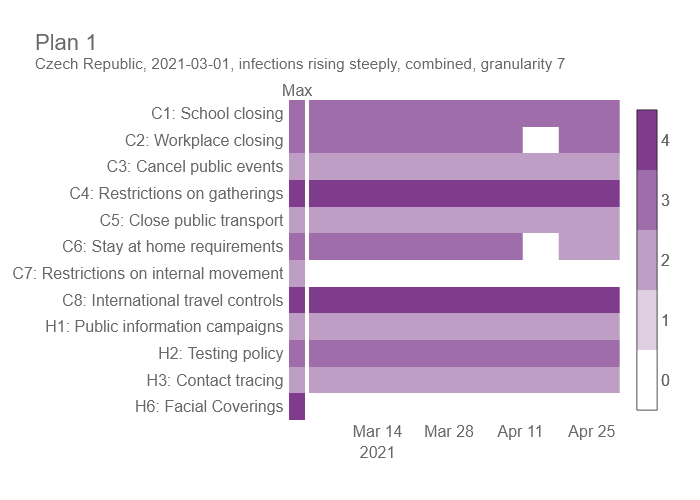 Plan 1
Czech Republic, 2021-03-01, infections rising steeply, combined, granularity 7
Max
C1: School closing
C2: Workplace closing
C3: Cancel public events
C4: Restrictions on gatherings
C5: Close public transport
C6: Stay at home requirements
C7: Restrictions on internal movement
C8: International travel controls
H1: Public information campaigns
H2: Testing policy
H3: Contact tracing
H6: Facial Coverings
Mar 14 Mar 28 Apr 11 Apr 25
2021
4
3
2
1
0